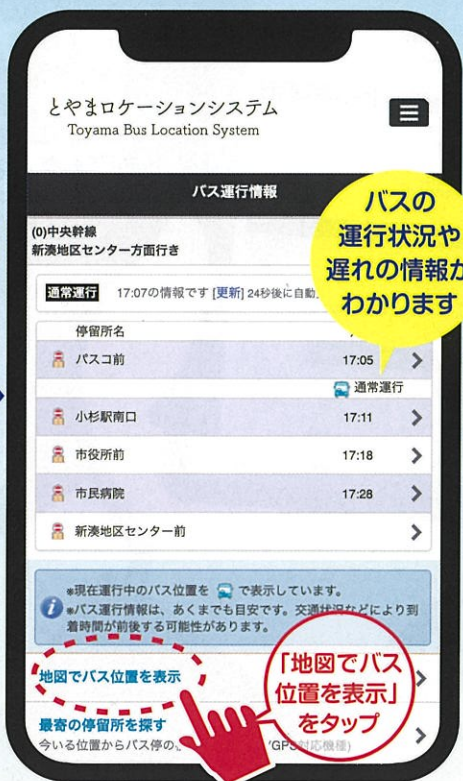 とやまロケーションシステム
Toyama Bus Location System
バス運行情報
バスの
運行状況や
遅れの情報が
わかります
(0)中央幹線
新湊地区センター方面行き
通常運行 17:07の情報です [更新] 24秒後に自動
停留所名
パスコ前 17:05
通常運行
小杉駅南口 17:11
市役所前 17:18
市民病院 17:28
新湊地区センター前
*現在運行中のバス位置を で表示しています。
*バス運行情報は、あくまでも目安です。交通状況などにより到
着時間が前後する可能性があります。
地図でバス位置を表示
「地図でバス
位置を表示」
をタップ
最寄の停留所を探す
今いる位置からバス停の /GPS対応機種)